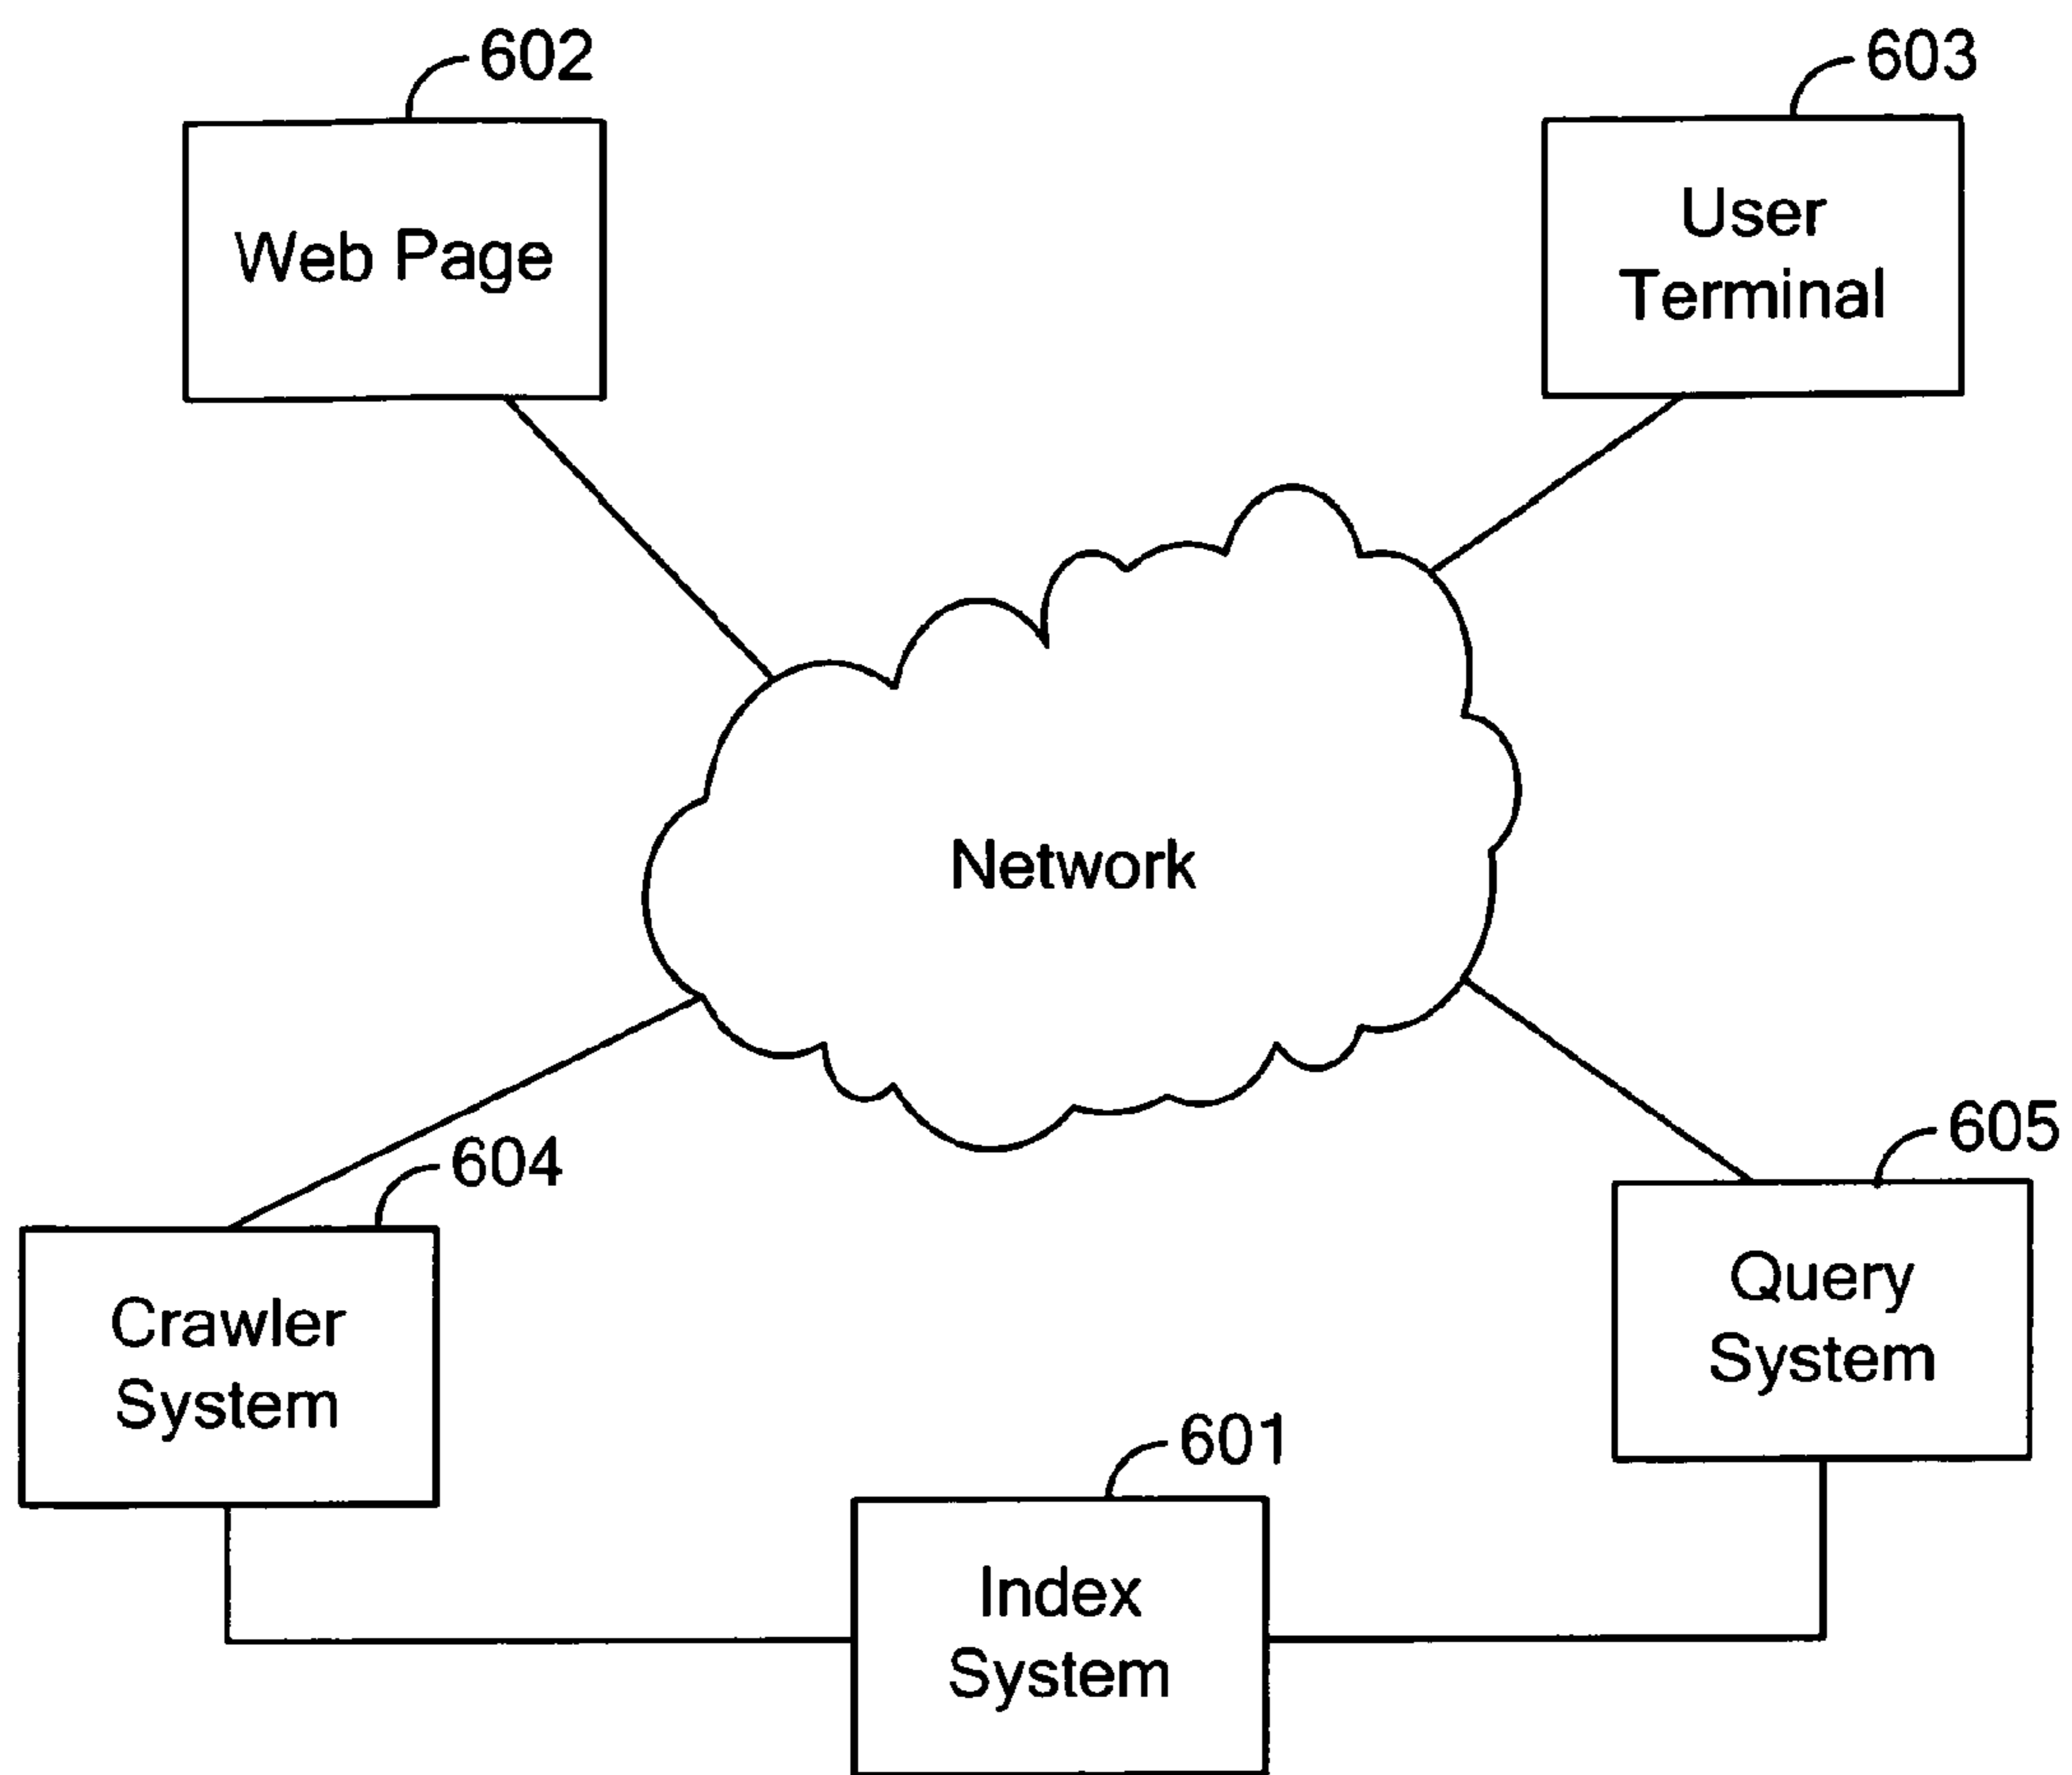 602
603
Web Page
User
Terminal
Network
604
605
Crawler
System
Query
System
601
Index
System